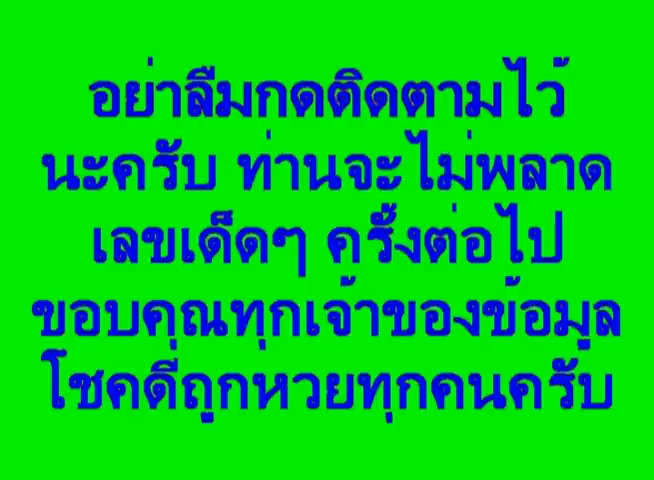 อย่าลืมกดติดตามไว้
นะครับ ท่านจะไม่พลาด
เลขเด็ดๆ ครั้งต่อไป
ขอบคุณทุกเจ้าของข้อมูล
โชคดีถูกหวยทุกคนครับ